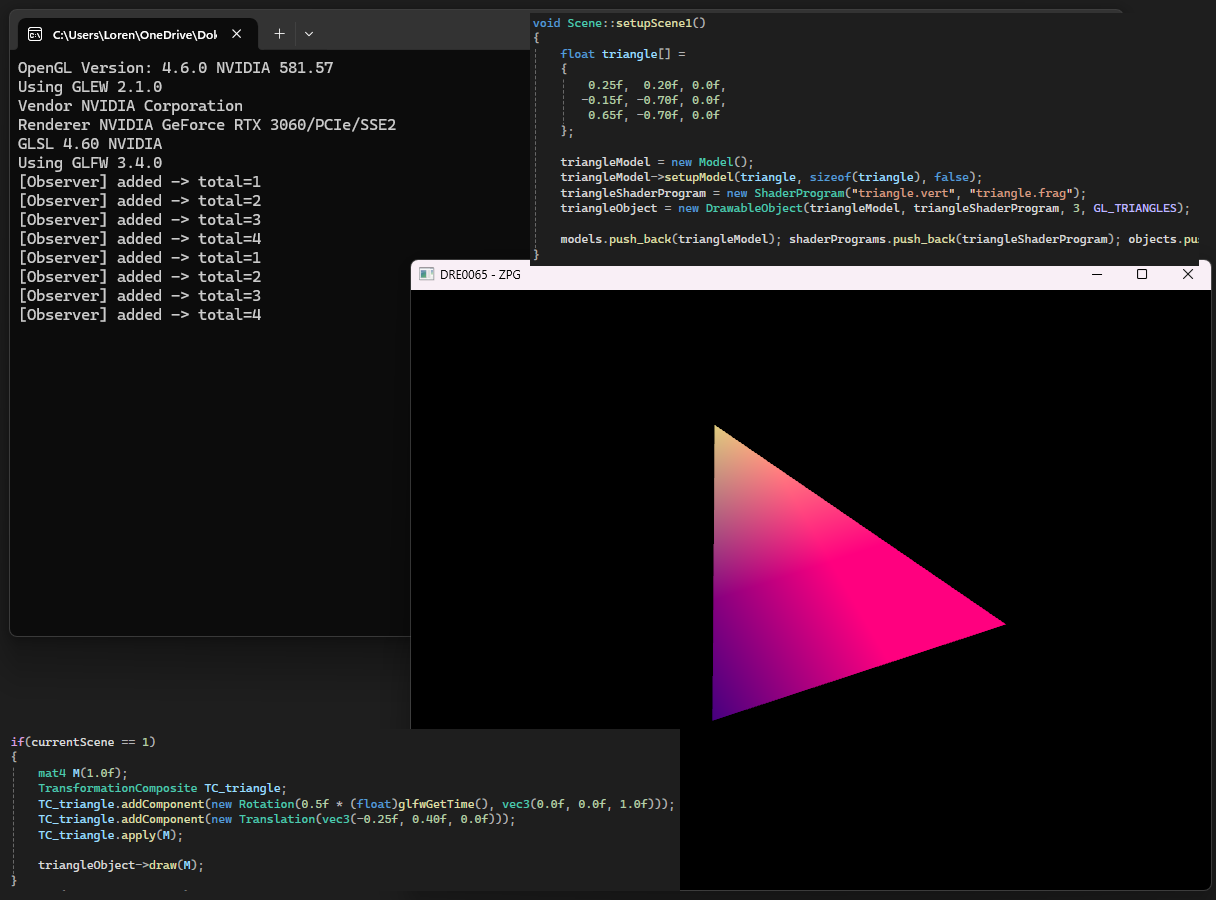 C:\Users\Loren\OneDrive\Dol
OpenGL Version: 4.6.0 NVIDIA 581.57
Using GLEW 2.1.0
Vendor NVIDIA Corporation
Renderer NVIDIA GeForce RTX 3060/PCIe/SSE2
GLSL 4.60 NVIDIA
Using GLFW 3.4.0
[Observer] added -> total=1
[Observer] added -> total=2
[Observer] added -> total=3
[Observer] added -> total=4
[Observer] added -> total=1
[Observer] added -> total=2
[Observer] added -> total=3
[Observer] added -> total=4
void Scene::setupScene1()
{
    float triangle[] =
    {
        0.25f,  0.20f, 0.0f,
       -0.15f, -0.70f, 0.0f,
        0.65f, -0.70f, 0.0f
    };
    triangleModel = new Model();
    triangleModel->setupModel(triangle, sizeof(triangle), false);
    triangleShaderProgram = new ShaderProgram("triangle.vert", "triangle.frag");
    triangleObject = new DrawableObject(triangleModel, triangleShaderProgram, 3, GL_TRIANGLES);
    models.push_back(triangleModel); shaderPrograms.push_back(triangleShaderProgram); objects.pu
}
DRE0065 - ZPG
if(currentScene == 1)
{
    mat4 M(1.0f);
    TransformationComposite TC_triangle;
    TC_triangle.addComponent(new Rotation(0.5f * (float)glfwGetTime(), vec3(0.0f, 0.0f, 1.0f)));
    TC_triangle.addComponent(new Translation(vec3(-0.25f, 0.40f, 0.0f)));
    TC_triangle.apply(M);
    triangleObject->draw(M);
}